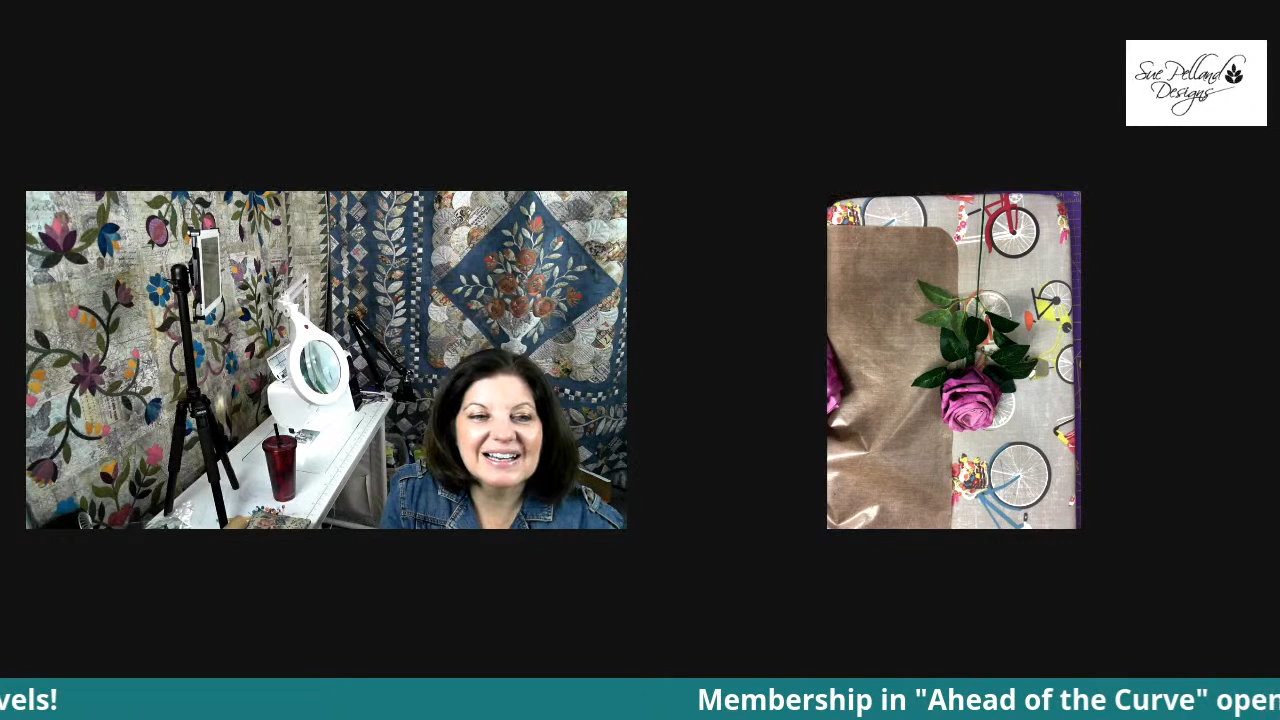 Sue Pelland
Designs
vels! Membership in "Ahead of the Curve" open